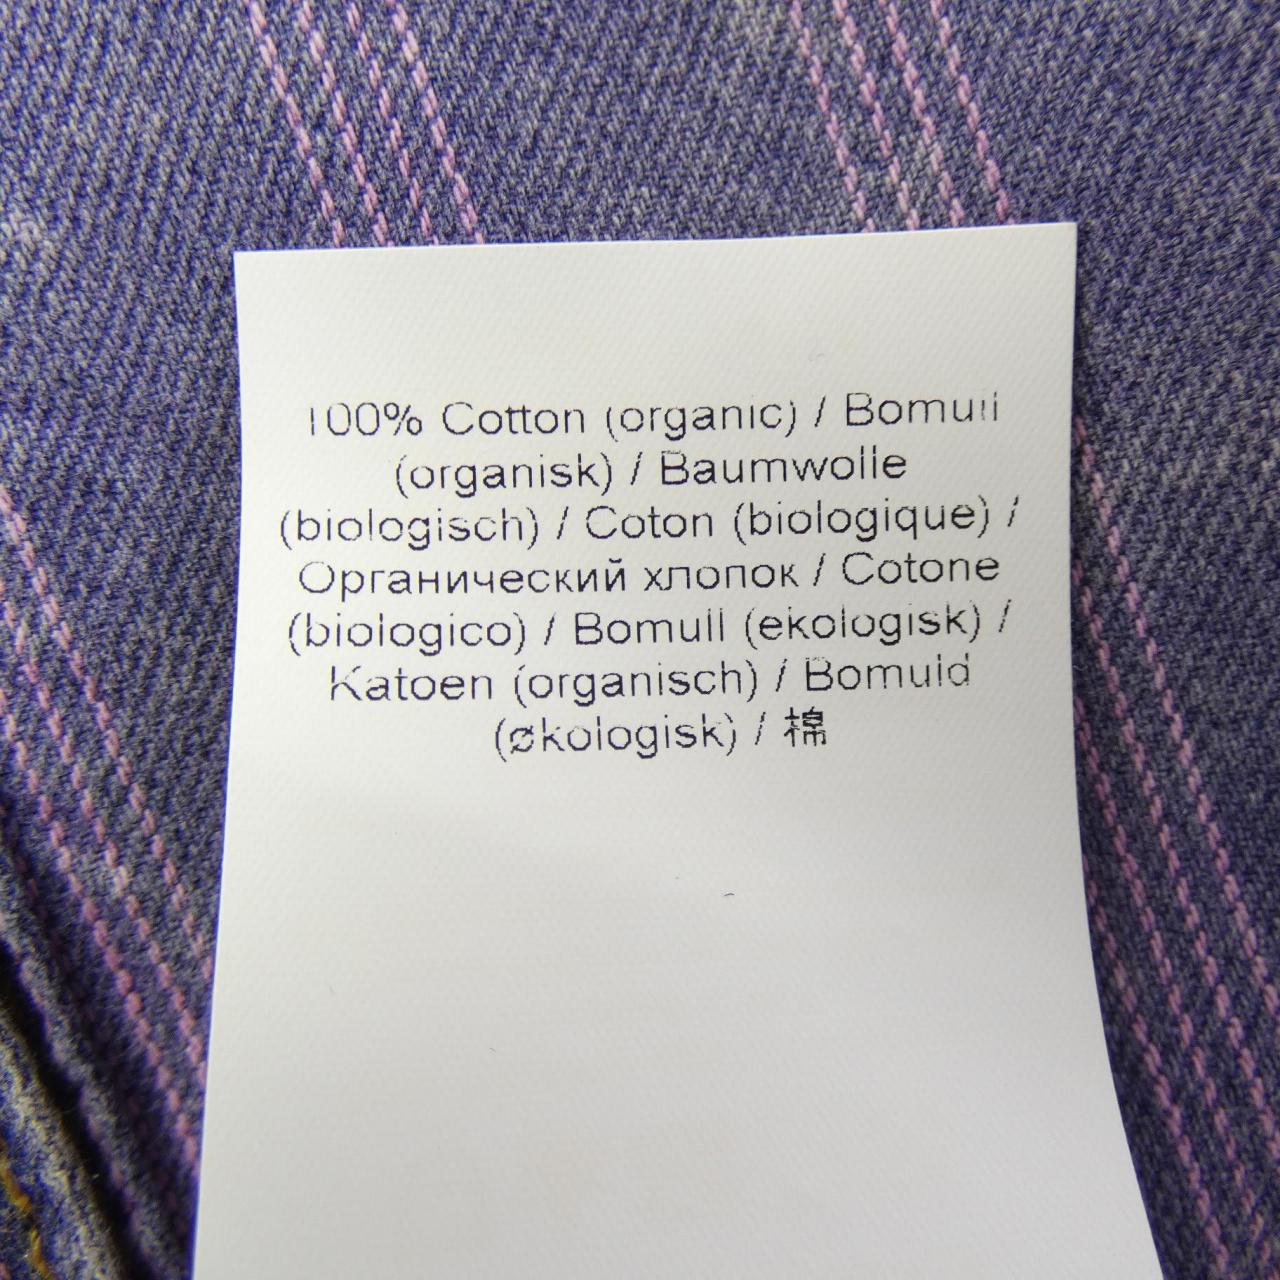 100% Cotton (organic) / Bomull
(organisk) / Baumwolle
(biologisch) / Coton (biologique) /
Органический хлопок / Cotone
(biologico) / Bomull (ekologisk) /
Katoen (organisch) / Bomuld
(økologisk) / 棉